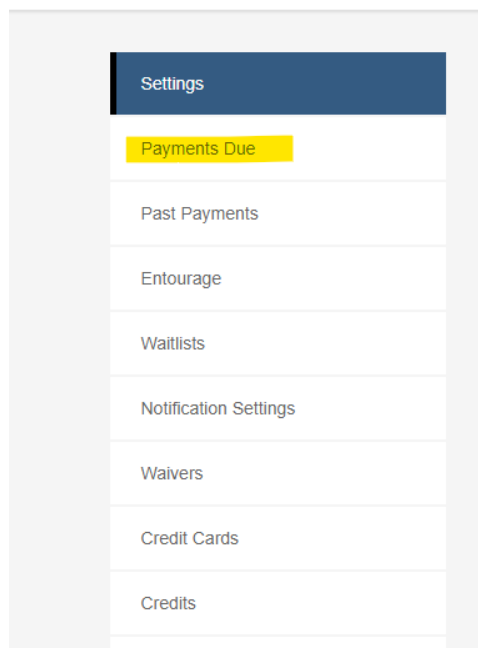 Settings
Payments Due
Past Payments
Entourage
Waitlists
Notification Settings
Waivers
Credit Cards
Credits